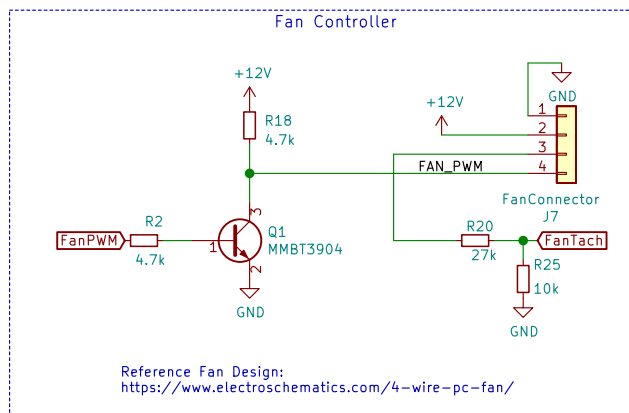 Fan Controller
+12V
R18
4.7k
+12V
GND
1
2
3
4
FAN_PWM
FanConnector
J7
FanPWM
R2
4.7k
1
3
2
Q1
MMBT3904
GND
R20
27k
FanTach
R25
10k
GND
Reference Fan Design:
https://www.electroschematics.com/4-wire-pc-fan/